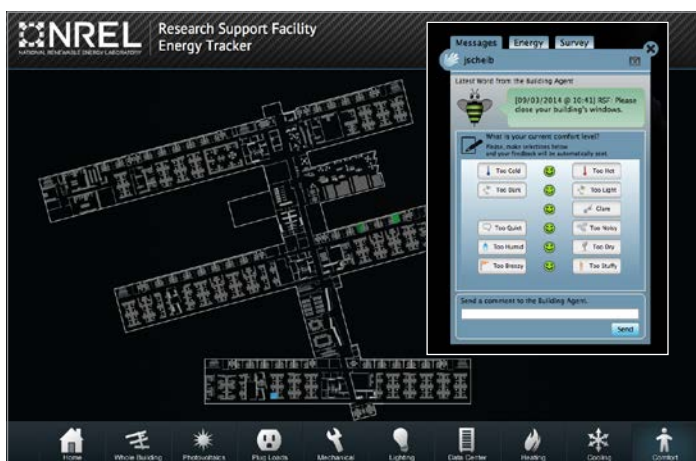 NREL
NATIONAL RENEWABLE ENERGY LABORATORY
Research Support Facility
Energy Tracker
Messages Energy Survey
jscheib
Latest Word from the Building Agent
[09/03/2014 @ 10:41] RSF: Please
close your building's windows.
What is your current comfort level?
Please, make selections below
and your feedback will be automatically sent.
Too Cold Too Hot
Too Dark Too Light
Glare
Too Quiet Too Noisy
Too Humid Too Dry
Too Breezy Too Stuffy
Send a comment to the Building Agent.
Send
Home Whole Building Photovoltaics Plug Loads Mechanical Lighting Data Center Heating Cooling Comfort